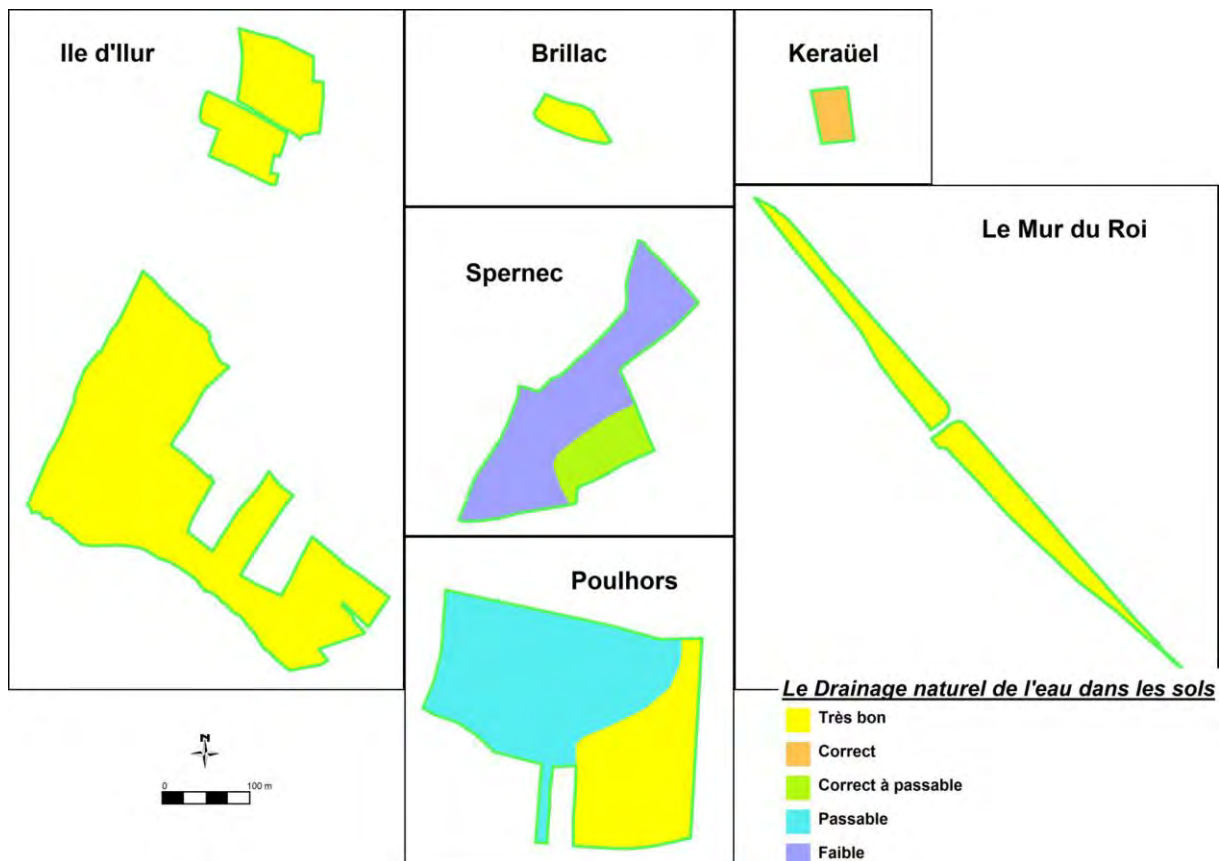 Ile d'Ilur
Brillac
Keraüel
Spernec
Le Mur du Roi
Poulhors
Le Drainage naturel de l'eau dans les sols
Très bon
Correct
Correct à passable
Passable
Faible
N
0 100 m